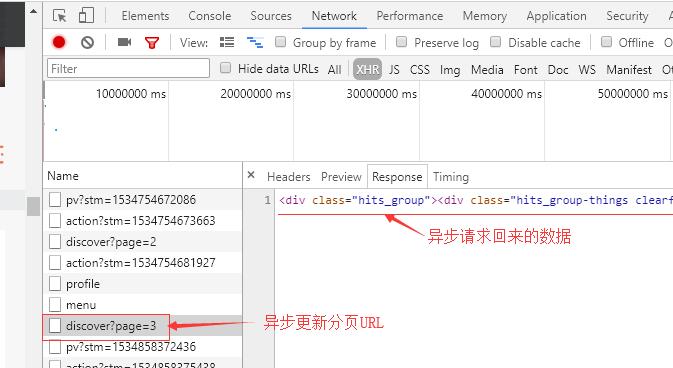 Elements Console Sources Network Performance Memory Application Security
View: Group by frame Preserve log Disable cache Offline
Filter Hide data URLs All XHR JS CSS Img Media Font Doc WS Manifest
10000000 ms 20000000 ms 30000000 ms 40000000 ms 50000000 ms
Name
Headers Preview Response Timing
pv?stm=1534754672086
1 <div class="hits_group"><div class="hits_group-things clearf
action?stm=1534754673663
discover?page=2
异步请求回来的数据
action?stm=1534754681927
profile
menu
discover?page=3
异步更新分页URL
pv?stm=1534858372436
action?stm=1534858375438